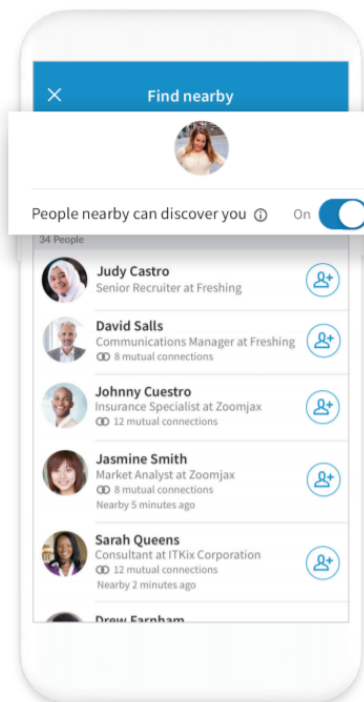 Find nearby
People nearby can discover you On
34 People
Judy Castro
Senior Recruiter at Freshing
David Salls
Communications Manager at Freshing
8 mutual connections
Johnny Cuestro
Insurance Specialist at Zoomjax
12 mutual connections
Jasmine Smith
Market Analyst at Zoomjax
8 mutual connections
Nearby 5 minutes ago
Sarah Queens
Consultant at ITKix Corporation
12 mutual connections
Nearby 2 minutes ago
Drew Farnham